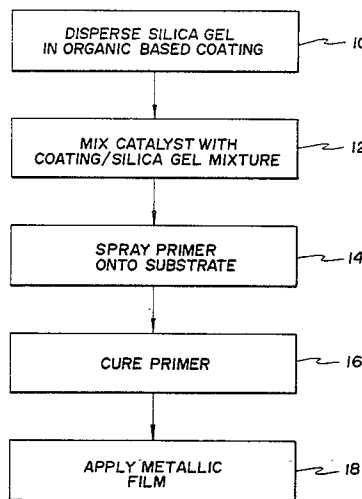 DISPERSE SILICA GEL
IN ORGANIC BASED COATING
10
MIX CATALYST WITH
COATING/SILICA GEL MIXTURE
12
SPRAY PRIMER
ONTO SUBSTRATE
14
CURE PRIMER
16
APPLY METALLIC
FILM
18